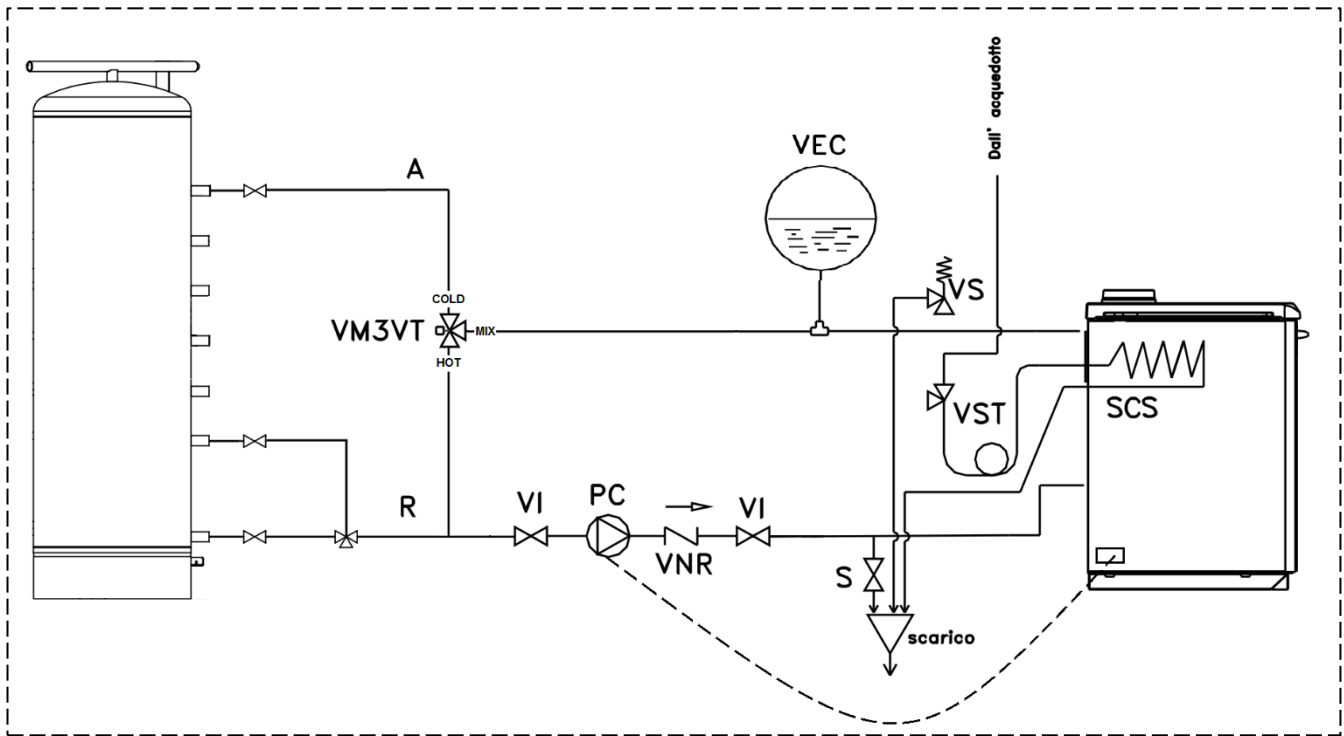 Dall' acquedotto
VEC
A
COLD
VS
VM3VT
MIX
HOT
VST
SCS
R
VI
PC
VI
VNR
S
scarico